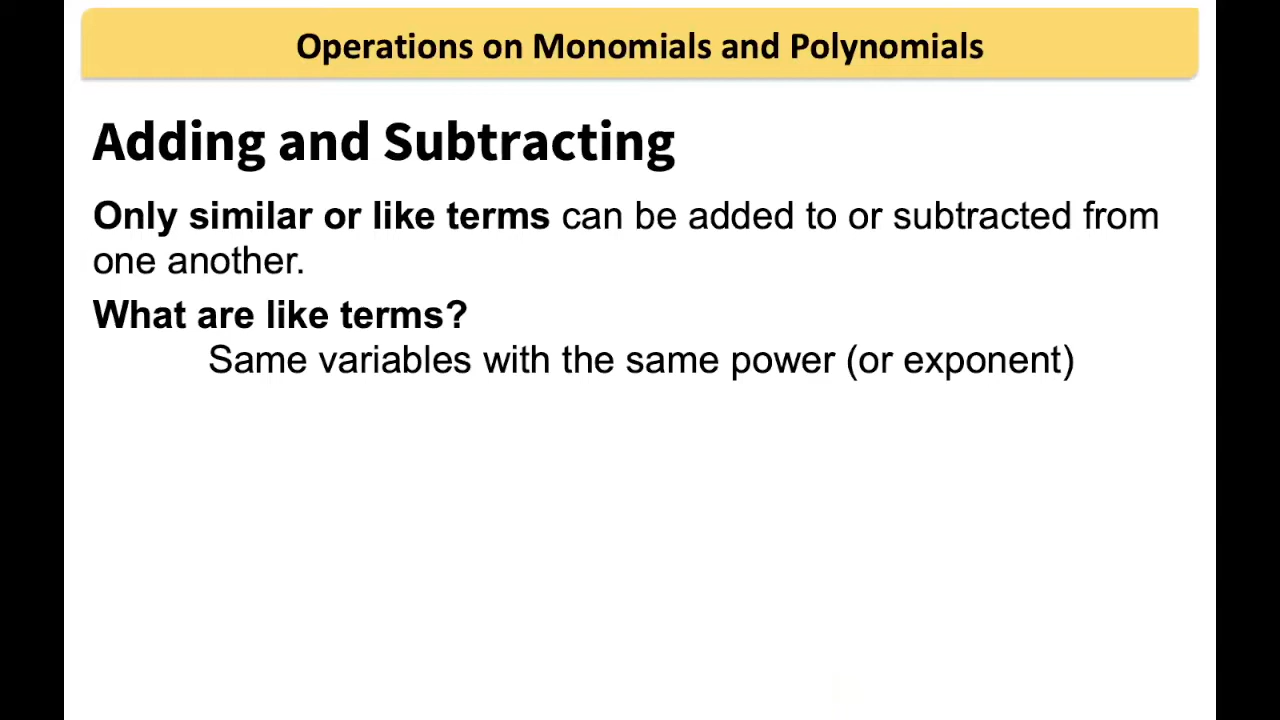 Operations on Monomials and Polynomials
Adding and Subtracting
Only similar or like terms can be added to or subtracted from
one another.
What are like terms?
Same variables with the same power (or exponent)